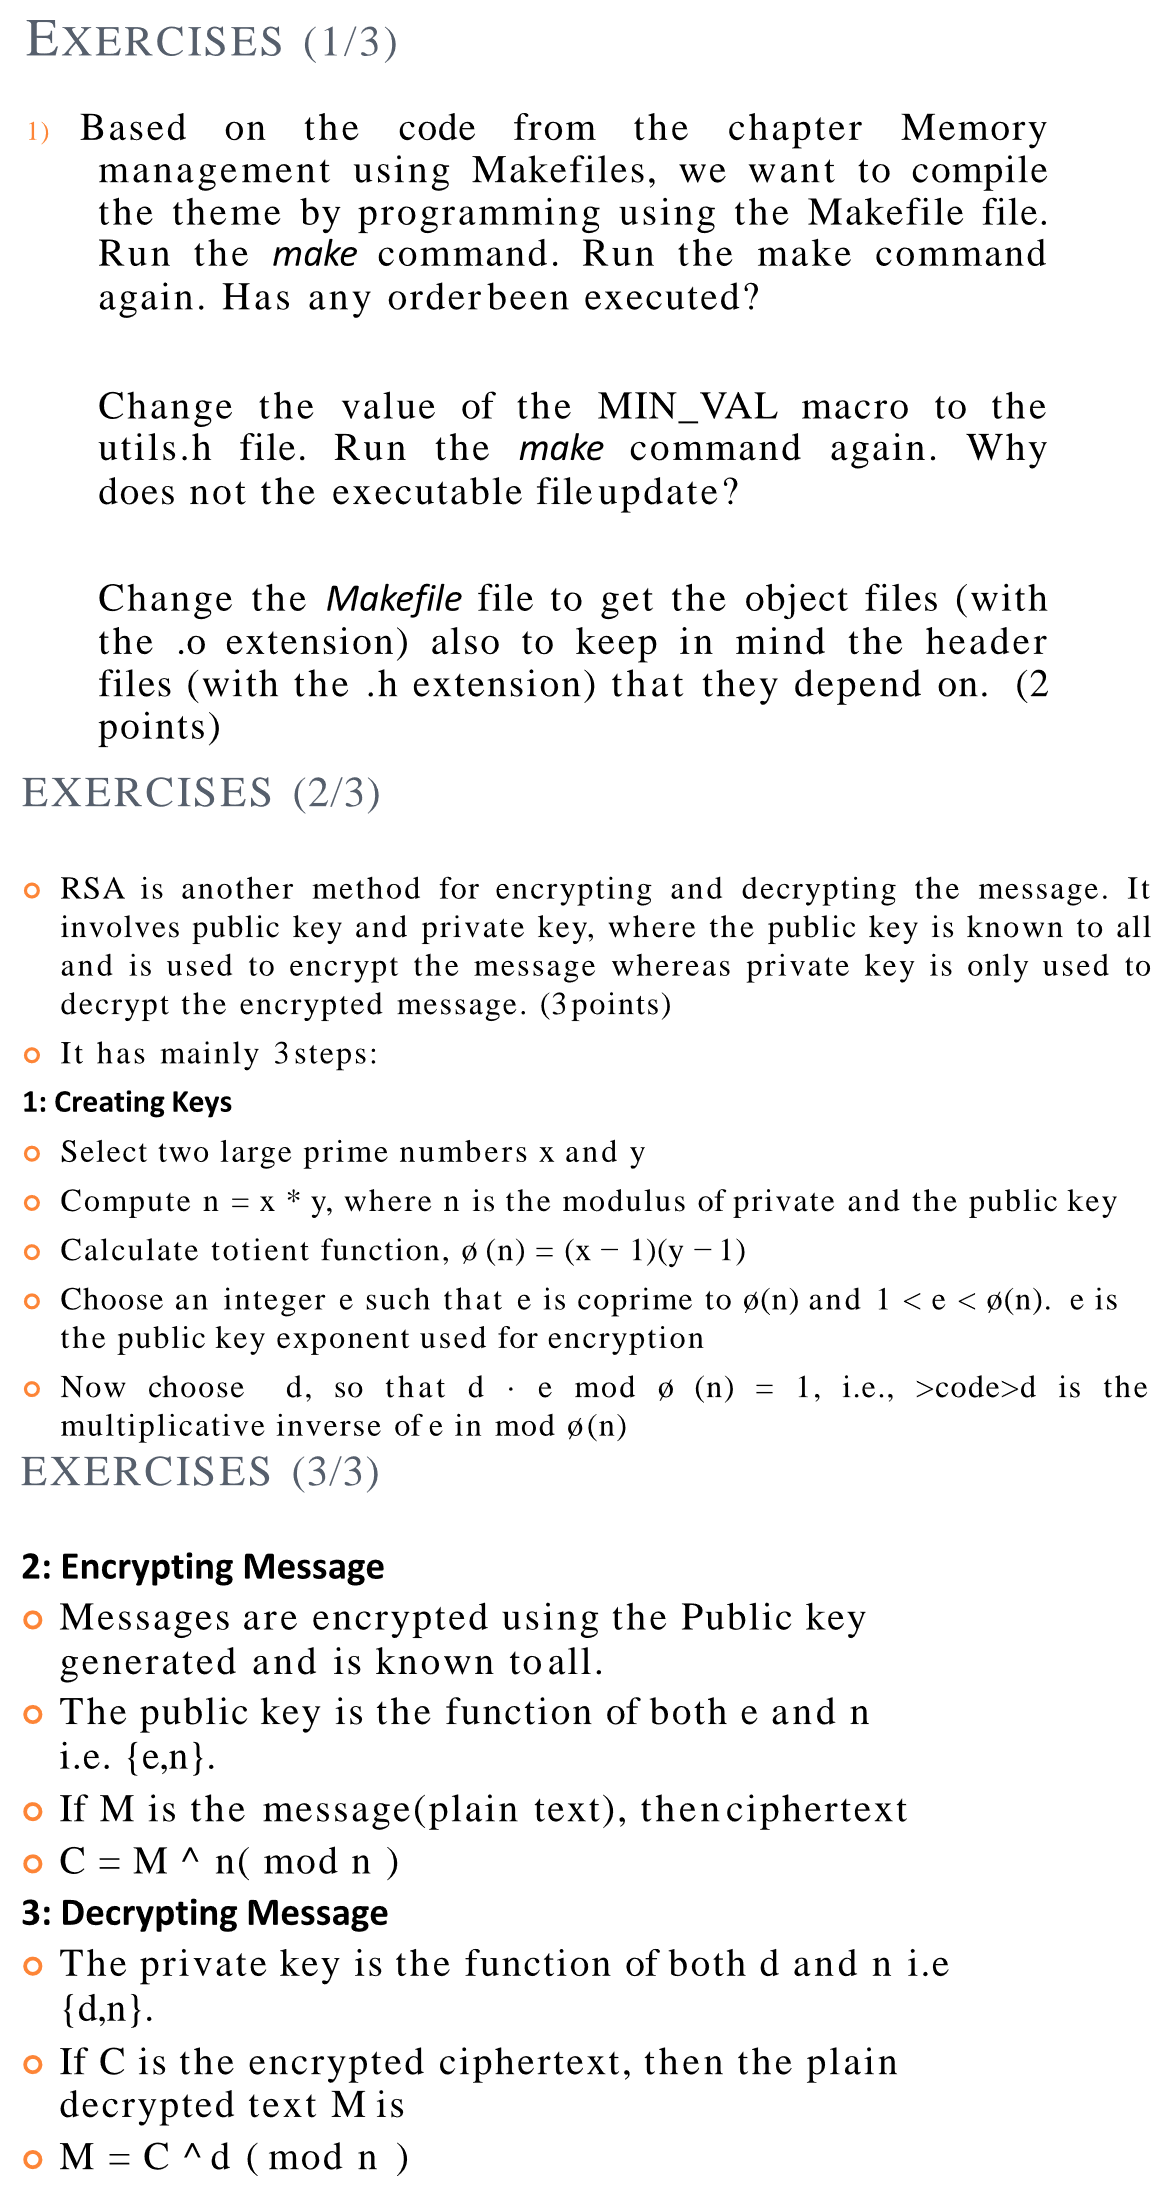 EXERCISES (1/3)
1) Based on the code from the chapter Memory
management using Makefiles, we want to compile
the theme by programming using the Makefile file.
Run the make command. Run the make command
again. Has any order been executed?
Change the value of the MIN_VAL macro to the
utils.h file. Run the make command again. Why
does not the executable file update?
Change the Makefile file to get the object files (with
the .o extension) also to keep in mind the header
files (with the .h extension) that they depend on. (2
points)
EXERCISES (2/3)
RSA is another method for encrypting and decrypting the message. It
involves public key and private key, where the public key is known to all
and is used to encrypt the message whereas private key is only used to
decrypt the encrypted message. (3 points)
It has mainly 3 steps:
1: Creating Keys
Select two large prime numbers x and y
Compute n = x * y, where n is the modulus of private and the public key
Calculate totient function, ø (n) = (x − 1)(y − 1)
Choose an integer e such that e is coprime to ø(n) and 1 < e < ø(n). e is
the public key exponent used for encryption
Now choose d, so that d · e mod ø (n) = 1, i.e., >code>d is the
multiplicative inverse of e in mod ø(n)
EXERCISES (3/3)
2: Encrypting Message
Messages are encrypted using the Public key
generated and is known to all.
The public key is the function of both e and n
i.e. {e,n}.
If M is the message(plain text), then ciphertext
C = M ^ n( mod n )
3: Decrypting Message
The private key is the function of both d and n i.e
{d,n}.
If C is the encrypted ciphertext, then the plain
decrypted text M is
M = C ^ d ( mod n )